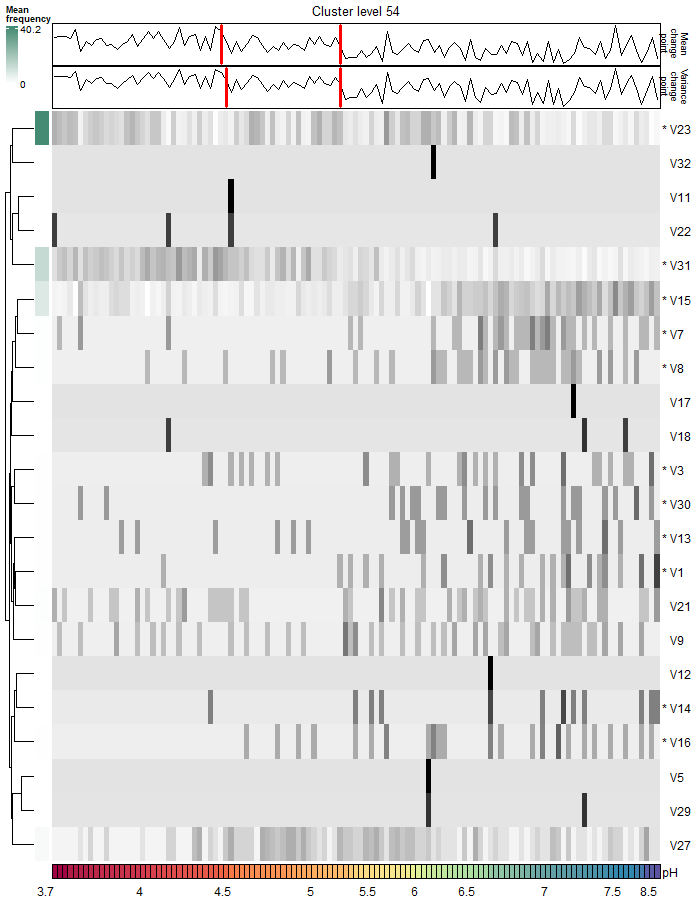 Mean
frequency
40.2
0
Cluster level 54
Mean
change
point
Variance
change
point
* V23
V32
V11
V22
* V31
* V15
* V7
* V8
V17
V18
* V3
* V30
* V13
* V1
V21
V9
V12
* V14
* V16
V5
V29
V27
pH
3.7 4 4.5 5 5.5 6 6.5 7 7.5 8.5